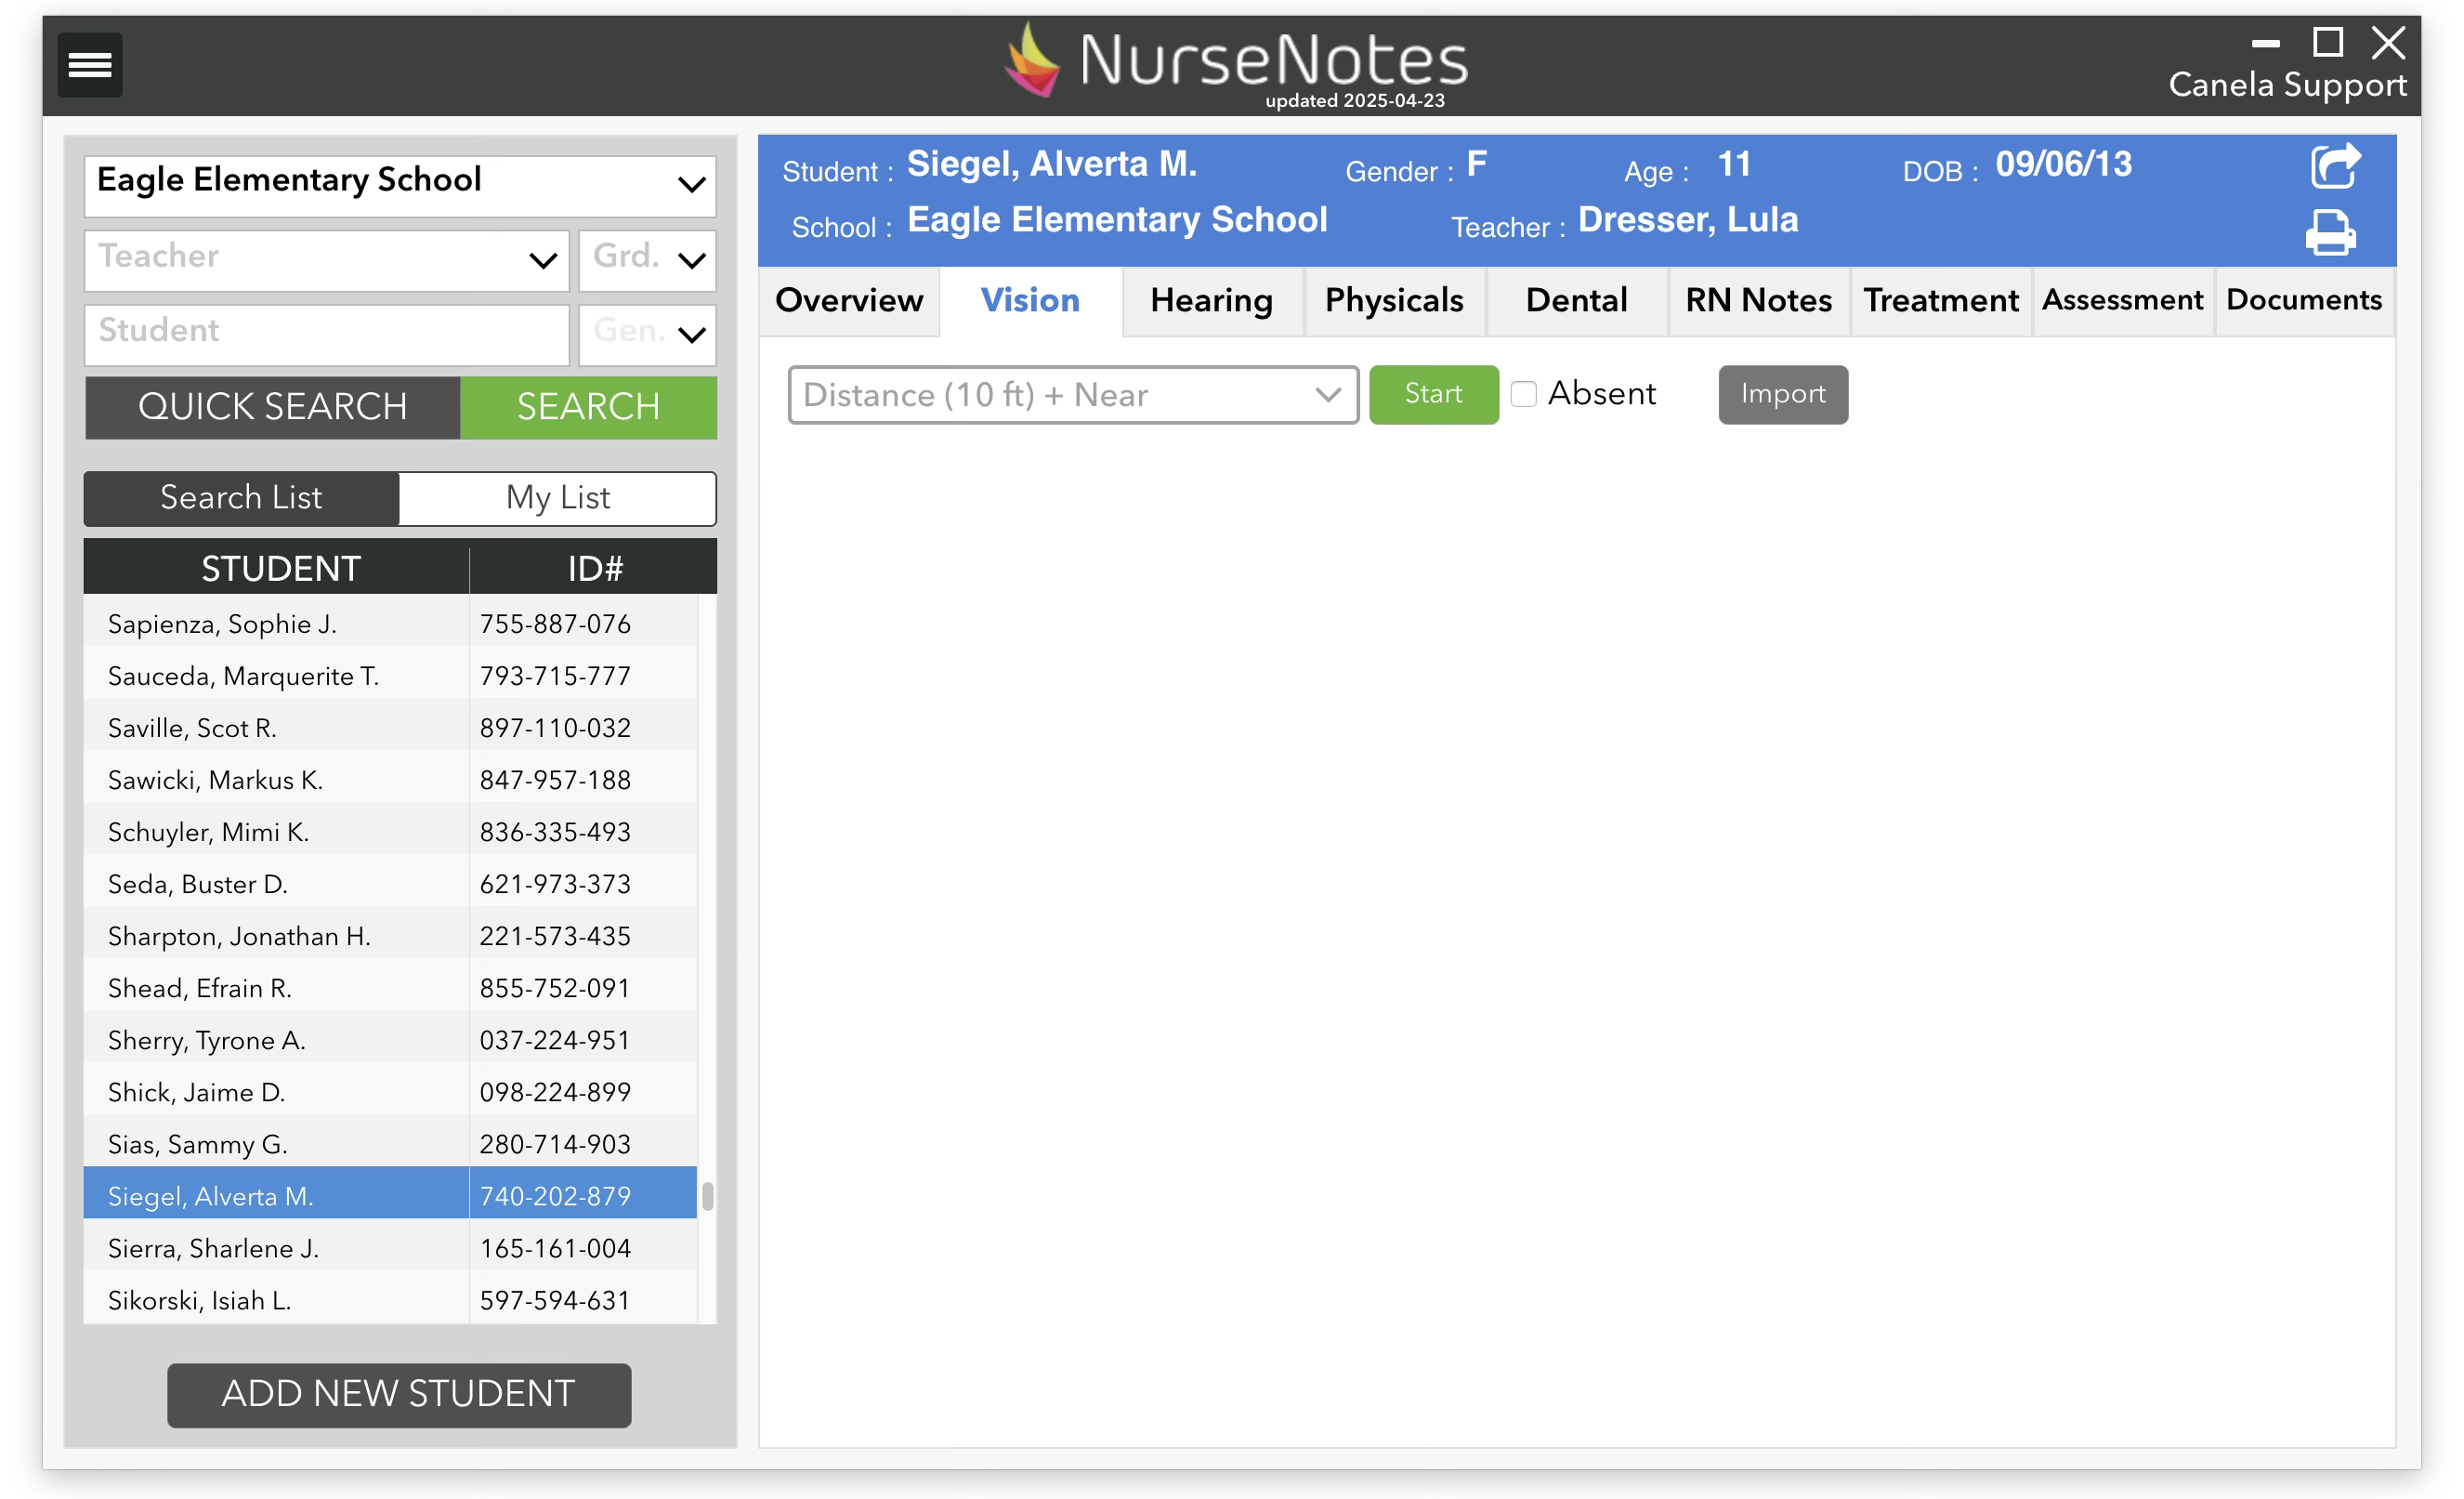 NurseNotes
updated 2025-04-23
Canela Support
Eagle Elementary School
Teacher Grd.
Student Gen.
QUICK SEARCH SEARCH
Search List My List
STUDENT ID#
Sapienza, Sophie J. 755-887-076
Sauceda, Marquerite T. 793-715-777
Saville, Scot R. 897-110-032
Sawicki, Markus K. 847-957-188
Schuyler, Mimi K. 836-335-493
Seda, Buster D. 621-973-373
Sharpton, Jonathan H. 221-573-435
Shead, Efrain R. 855-752-091
Sherry, Tyrone A. 037-224-951
Shick, Jaime D. 098-224-899
Sias, Sammy G. 280-714-903
Siegel, Alverta M. 740-202-879
Sierra, Sharlene J. 165-161-004
Sikorski, Isiah L. 597-594-631
ADD NEW STUDENT
Student : Siegel, Alverta M. Gender : F Age : 11 DOB : 09/06/13
School : Eagle Elementary School Teacher : Dresser, Lula
Overview Vision Hearing Physicals Dental RN Notes Treatment Assessment Documents
Distance (10 ft) + Near Start Absent Import